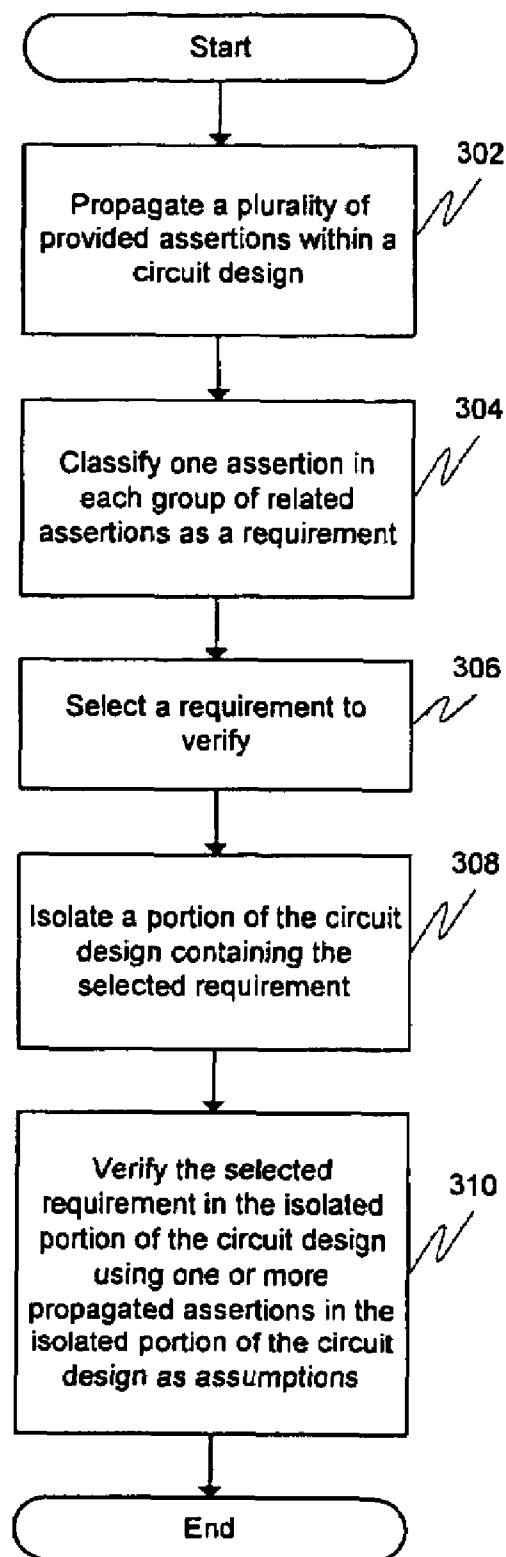 Start
302
Propagate a plurality of
provided assertions within a
circuit design
304
Classify one assertion in
each group of related
assertions as a requirement
306
Select a requirement to
verify
308
Isolate a portion of the circuit
design containing the
selected requirement
310
Verify the selected
requirement in the isolated
portion of the circuit design
using one or more
propagated assertions in the
isolated portion of the circuit
design as assumptions
End